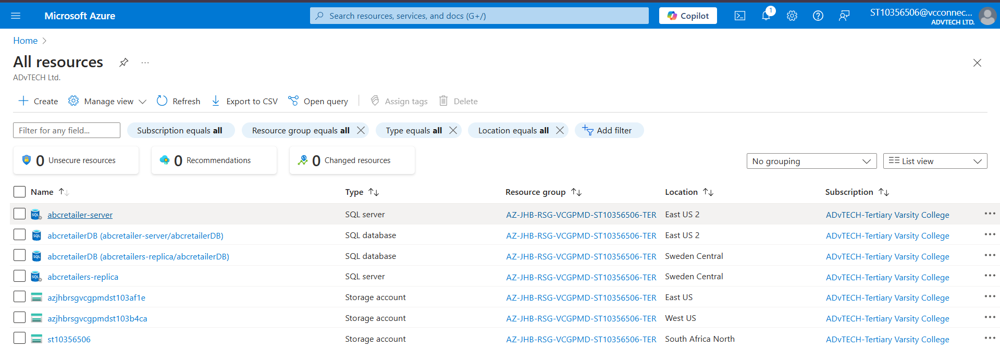 Microsoft Azure
Search resources, services, and docs (G+/)
Copilot
1
ST10356506@vcconnec...
ADVTECH LTD.
Home
All resources
ADvTECH Ltd.
Create
Manage view
Refresh
Export to CSV
Open query
Assign tags
Delete
Filter for any field...
Subscription equals all
Resource group equals all
Type equals all
Location equals all
Add filter
0 Unsecure resources
0 Recommendations
0 Changed resources
No grouping
List view
Name Type Resource group Location Subscription
abcretailer-server SQL server AZ-JHB-RSG-VCGPMD-ST10356506-TER East US 2 ADvTECH-Tertiary Varsity College
abcretailerDB (abcretailer-server/abcretailerDB) SQL database AZ-JHB-RSG-VCGPMD-ST10356506-TER East US 2 ADvTECH-Tertiary Varsity College
abcretailerDB (abcretailers-replica/abcretailerDB) SQL database AZ-JHB-RSG-VCGPMD-ST10356506-TER Sweden Central ADvTECH-Tertiary Varsity College
abcretailers-replica SQL server AZ-JHB-RSG-VCGPMD-ST10356506-TER Sweden Central ADvTECH-Tertiary Varsity College
azjhbrsgvcgpmdst103af1e Storage account AZ-JHB-RSG-VCGPMD-ST10356506-TER East US ADvTECH-Tertiary Varsity College
azjhbrsgvcgpmdst103b4ca Storage account AZ-JHB-RSG-VCGPMD-ST10356506-TER West US ADvTECH-Tertiary Varsity College
st10356506 Storage account AZ-JHB-RSG-VCGPMD-ST10356506-TER South Africa North ADvTECH-Tertiary Varsity College